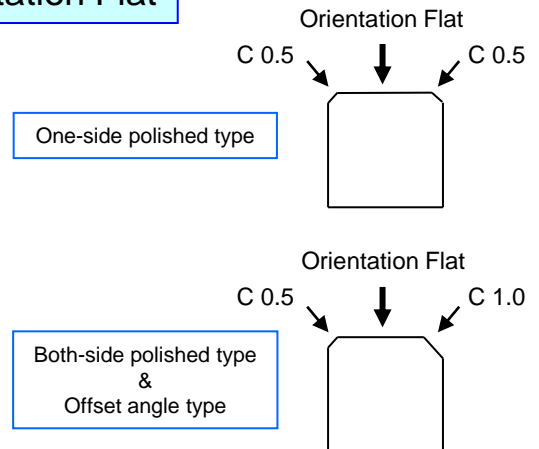 tation Flat
Orientation Flat
C 0.5
C 0.5
One-side polished type
Orientation Flat
C 0.5
C 1.0
Both-side polished type
&
Offset angle type